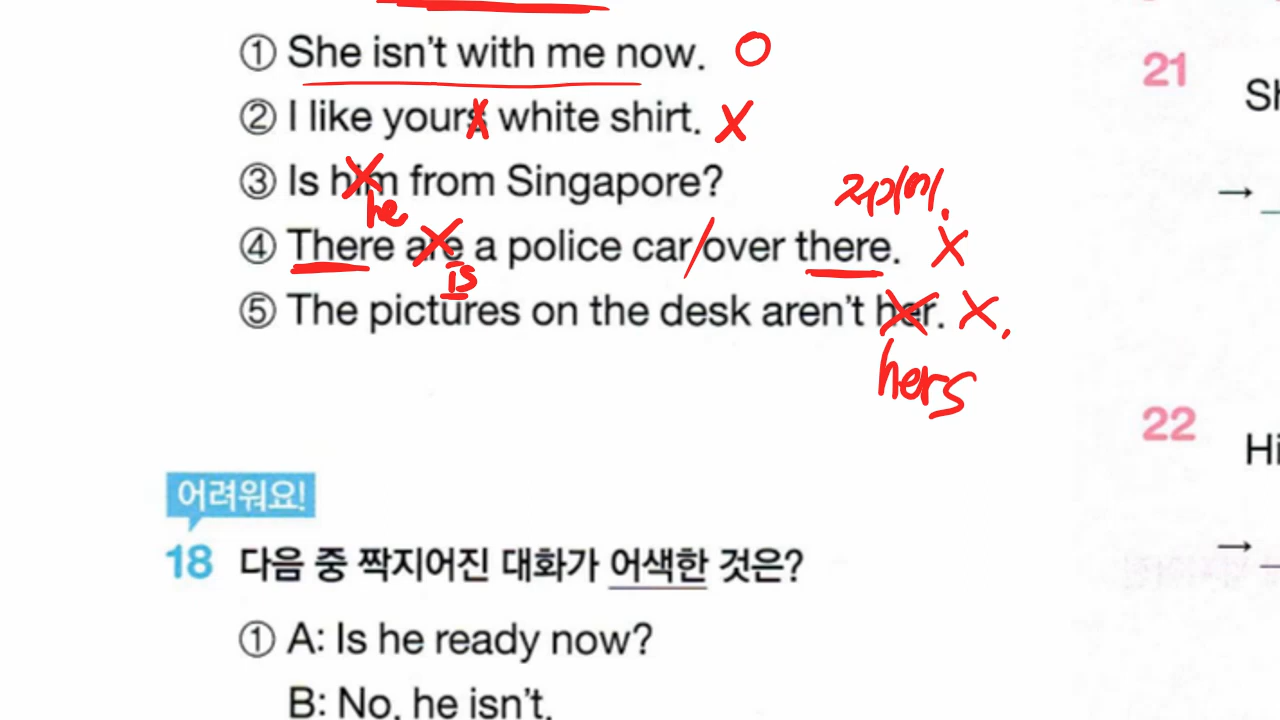 ① She isn't with me now. O
② I like yours white shirt. X
③ Is him from Singapore?
he
저기에.
④ There are a police car/over there. X
is
⑤ The pictures on the desk aren't her. X.
hers
어려워요!
18 다음 중 짝지어진 대화가 어색한 것은?
① A: Is he ready now?
B: No, he isn't.
21
Sh
→
22
Hi
→